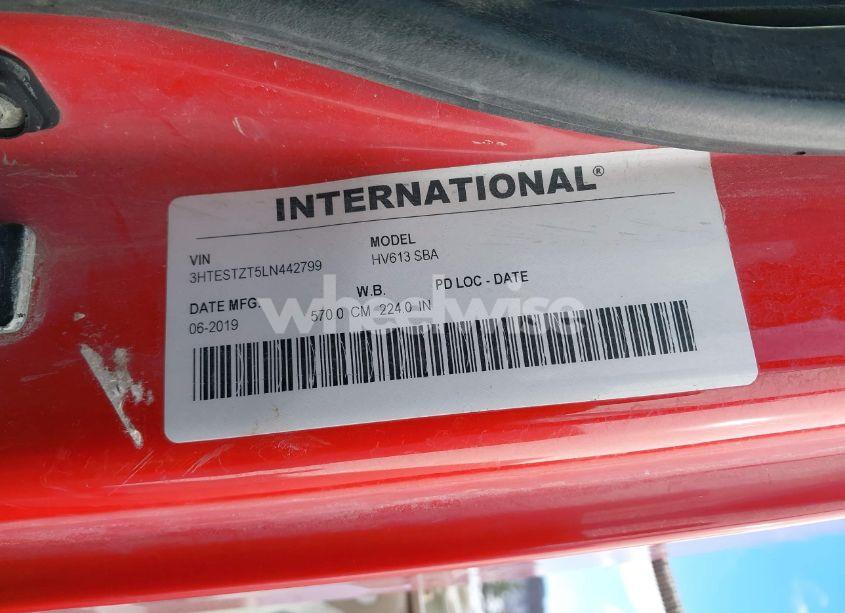 INTERNATIONAL®
VIN MODEL
3HTESTZT5LN442799 HV613 SBA
DATE MFG. W.B. PD LOC - DATE
06-2019 570.0 CM 224.0 IN
wheelwise